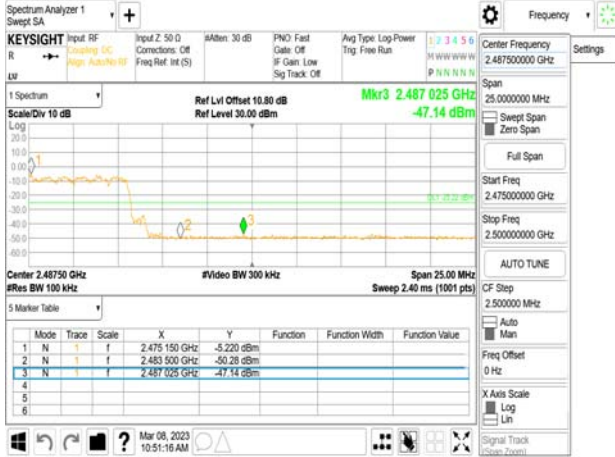 Spectrum Analyzer 1
Swept SA
Frequency
Settings
KEYSIGHT
R
Input: RF
Coupling: DC
Align: Auto/No RF
Input Z: 50 Ω
Corrections: Off
Freq Ref: Int (S)
#Atten: 30 dB
PNO: Fast
Gate: Off
IF Gain: Low
Sig Track: Off
Avg Type: Log-Power
Trig: Free Run
1 2 3 4 5 6
M W W W W W
P N N N N N
1 Spectrum
Scale/Div 10 dB
Log
Ref Lvl Offset 10.80 dB
Ref Level 30.00 dBm
Mkr3 2.487 025 GHz
-47.14 dBm
20.0
10.0
0.00
-10.0
-20.0
-30.0
-40.0
-50.0
-60.0
1
2
3
Center 2.48750 GHz
#Res BW 100 kHz
#Video BW 300 kHz
Span 25.00 MHz
Sweep 2.40 ms (1001 pts)
5 Marker Table
Mode Trace Scale X Y Function Function Width Function Value
1 N 1 f 2.475 150 GHz -5.220 dBm
2 N 1 f 2.483 500 GHz -50.28 dBm
3 N 1 f 2.487 025 GHz -47.14 dBm
4
5
6
Mar 08, 2023
10:51:16 AM
Center Frequency
2.487500000 GHz
Span
25.0000000 MHz
Swept Span
Zero Span
Full Span
Start Freq
2.475000000 GHz
Stop Freq
2.500000000 GHz
AUTO TUNE
CF Step
2.500000 MHz
Auto
Man
Freq Offset
0 Hz
X Axis Scale
Log
Lin
Signal Track
(Span Zoom)